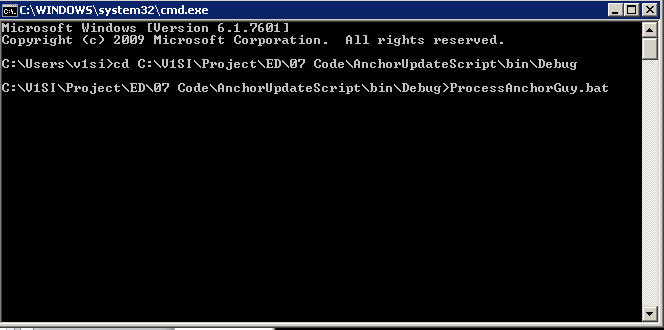 C:\WINDOWS\system32\cmd.exe
Microsoft Windows [Version 6.1.7601]
Copyright (c) 2009 Microsoft Corporation.  All rights reserved.
C:\Users\v1si>cd C:\V1SI\Project\ED\07 Code\AnchorUpdateScript\bin\Debug
C:\V1SI\Project\ED\07 Code\AnchorUpdateScript\bin\Debug>ProcessAnchorGuy.bat